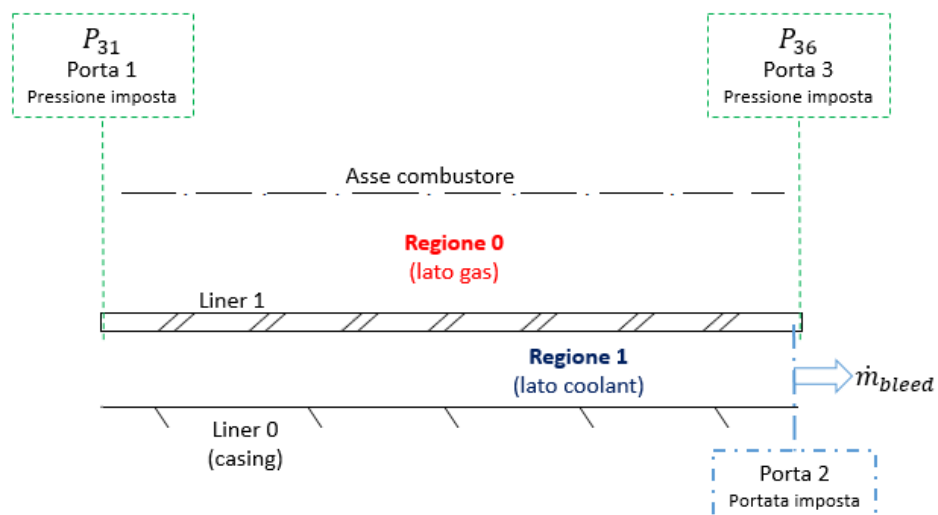 P₃₁
Porta 1
Pressione imposta
P₃₆
Porta 3
Pressione imposta
Asse combustore
Regione 0
(lato gas)
Liner 1
Regione 1
(lato coolant)
ṁ_bleed
Liner 0
(casing)
Porta 2
Portata imposta